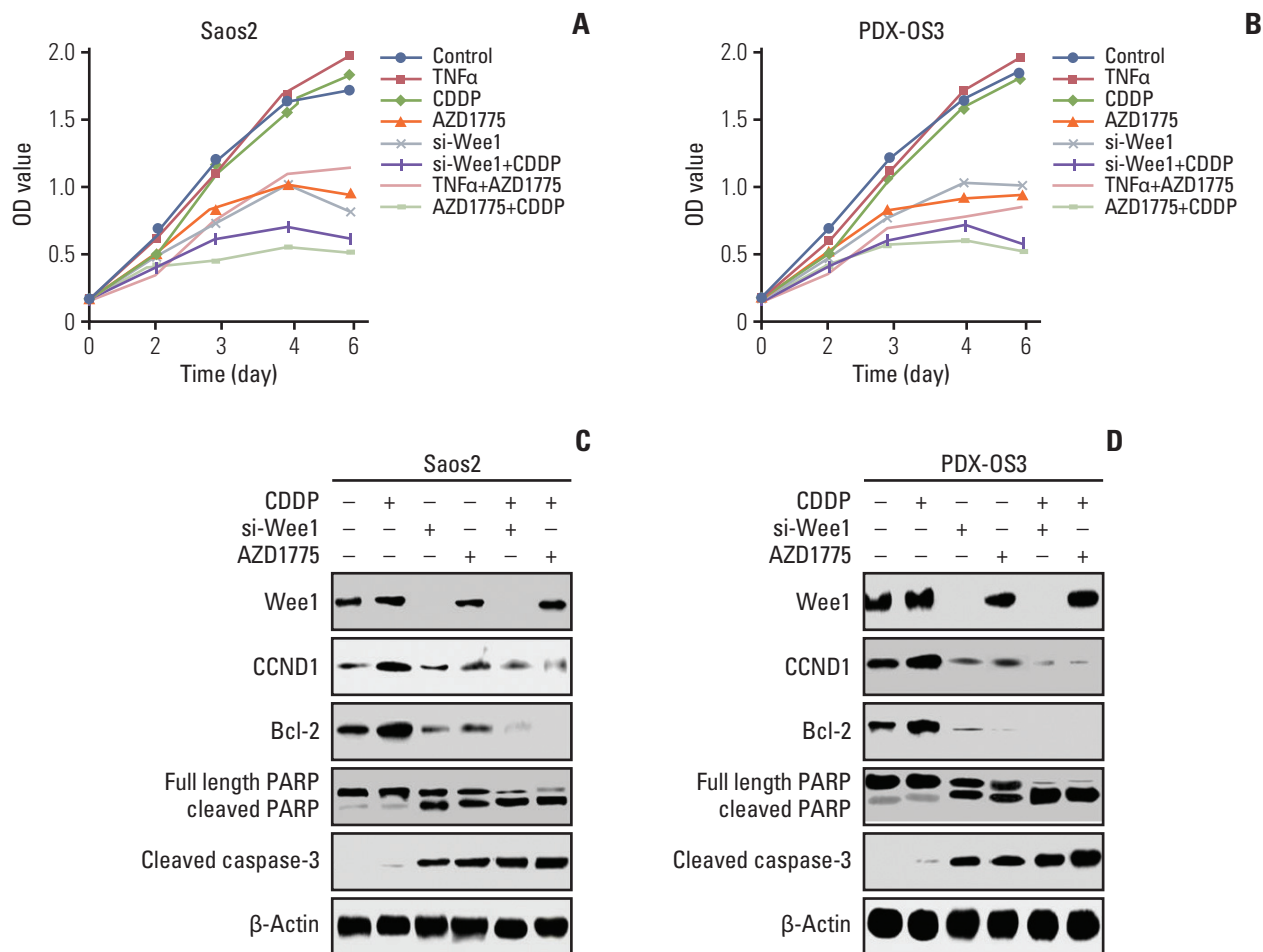 A
Saos2
2.0
1.5
1.0
0.5
0
OD value
0 2 3 4 6
Time (day)
Control
TNFα
CDDP
AZD1775
si-Wee1
si-Wee1+CDDP
TNFα+AZD1775
AZD1775+CDDP
B
PDX-OS3
2.0
1.5
1.0
0.5
0
OD value
0 2 3 4 6
Time (day)
Control
TNFα
CDDP
AZD1775
si-Wee1
si-Wee1+CDDP
TNFα+AZD1775
AZD1775+CDDP
C
Saos2
CDDP – + – – + +
si-Wee1 – – + – + –
AZD1775 – – – + – +
Wee1
CCND1
Bcl-2
Full length PARP
cleaved PARP
Cleaved caspase-3
β-Actin
D
PDX-OS3
CDDP – + – – + +
si-Wee1 – – + – + –
AZD1775 – – – + – +
Wee1
CCND1
Bcl-2
Full length PARP
cleaved PARP
Cleaved caspase-3
β-Actin